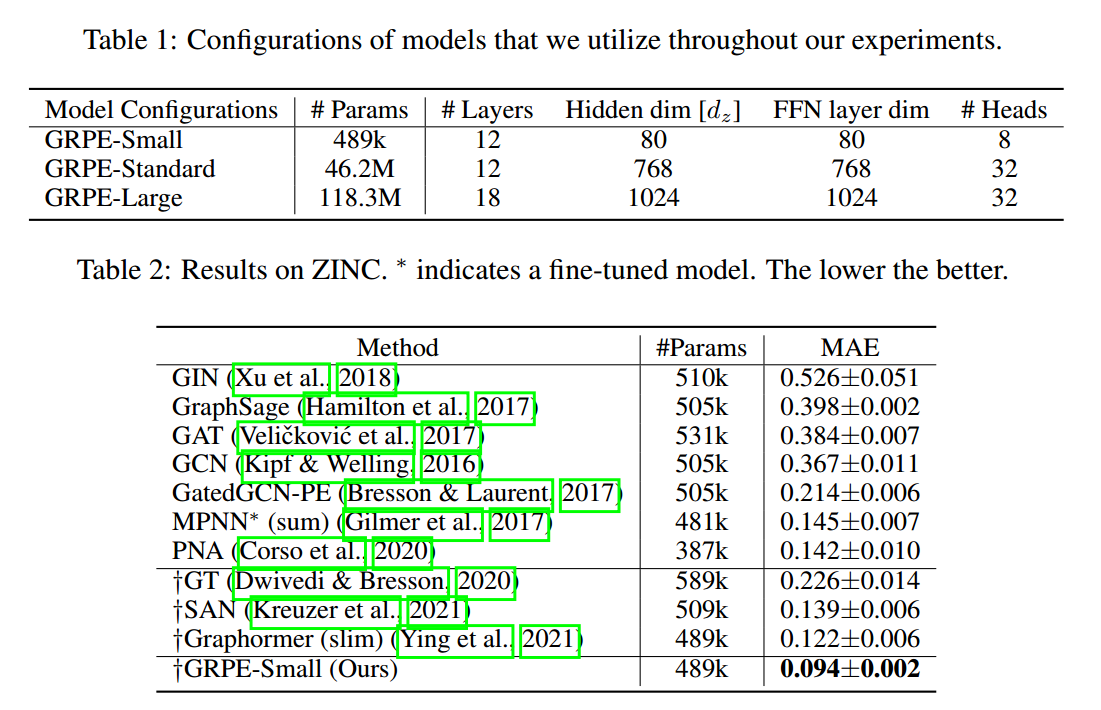 Table 1: Configurations of models that we utilize throughout our experiments.
Model Configurations # Params # Layers Hidden dim [d_z] FFN layer dim # Heads
GRPE-Small 489k 12 80 80 8
GRPE-Standard 46.2M 12 768 768 32
GRPE-Large 118.3M 18 1024 1024 32
Table 2: Results on ZINC. * indicates a fine-tuned model. The lower the better.
Method #Params MAE
GIN (Xu et al., 2018) 510k 0.526±0.051
GraphSage (Hamilton et al., 2017) 505k 0.398±0.002
GAT (Veličković et al., 2017) 531k 0.384±0.007
GCN (Kipf & Welling, 2016) 505k 0.367±0.011
GatedGCN-PE (Bresson & Laurent, 2017) 505k 0.214±0.006
MPNN* (sum) (Gilmer et al., 2017) 481k 0.145±0.007
PNA (Corso et al., 2020) 387k 0.142±0.010
†GT (Dwivedi & Bresson, 2020) 589k 0.226±0.014
†SAN (Kreuzer et al., 2021) 509k 0.139±0.006
†Graphormer (slim) (Ying et al., 2021) 489k 0.122±0.006
†GRPE-Small (Ours) 489k 0.094±0.002